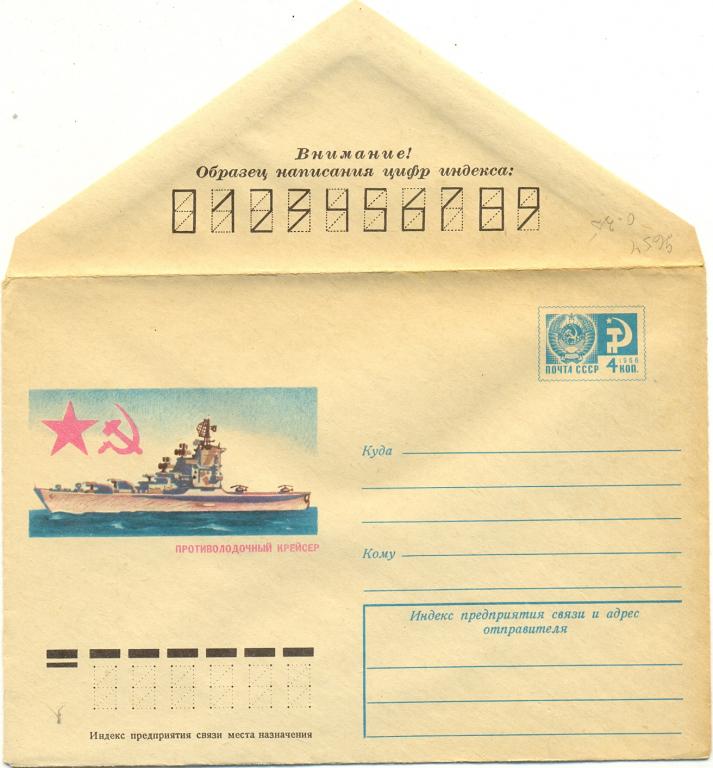 Внимание!
Образец написания цифр индекса:
0123456789
1966
ПОЧТА СССР 4 КОП.
Куда
ПРОТИВОЛОДОЧНЫЙ КРЕЙСЕР
Кому
Индекс предприятия связи и адрес
отправителя
Индекс предприятия связи места назначения